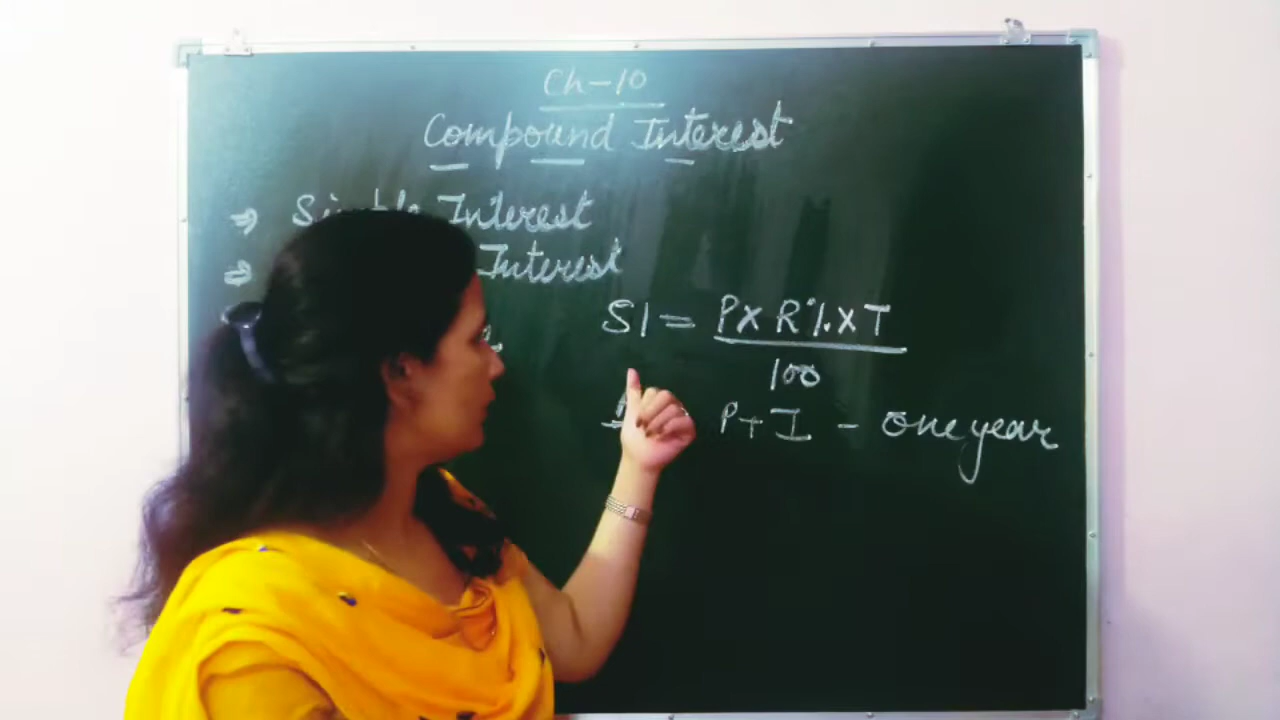 Ch-10
Compound Interest
⇒ Simple Interest
⇒ Interest
SI = P×R%×T
100
P+I - one year